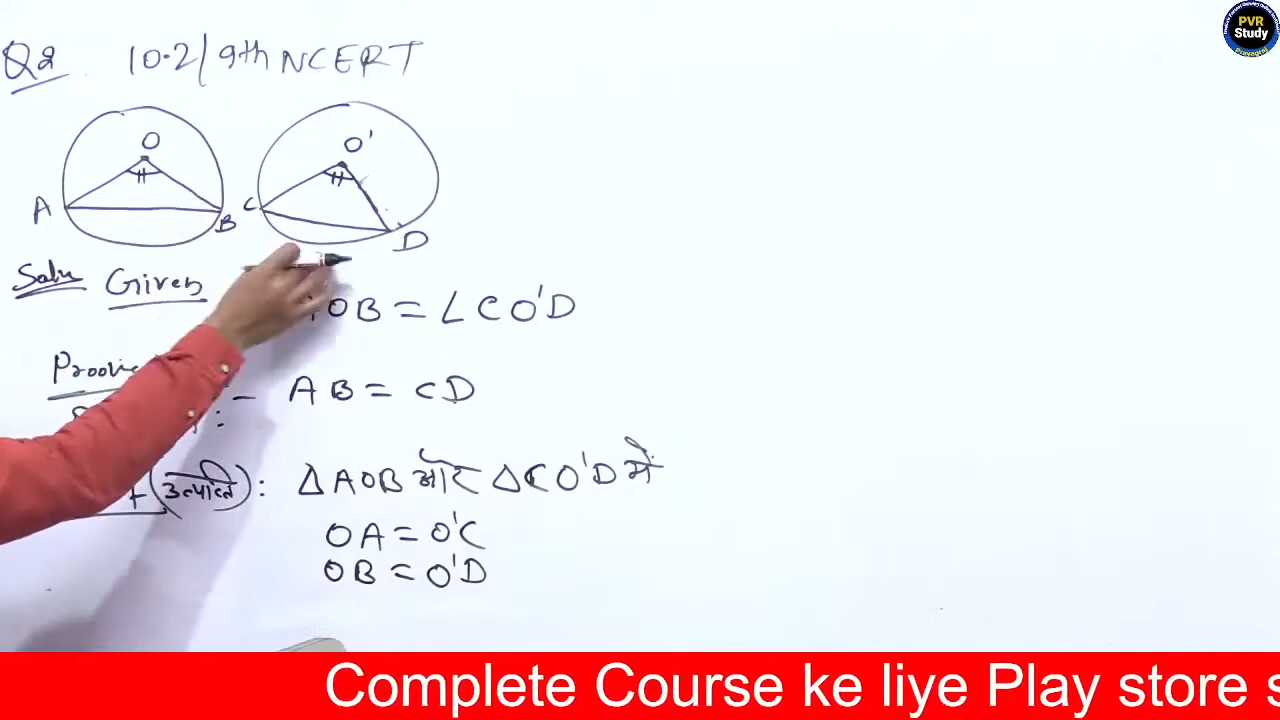 Q2 10.2/9th NCERT
PVR
Study
Prayagraj
O
O'
A
B
C
D
Soln Given
OB = ∠CO'D
:- AB = CD
(उत्पत्ति): ΔAOB और ΔCO'D में
OA = O'C
OB = O'D
Complete Course ke liye Play store s